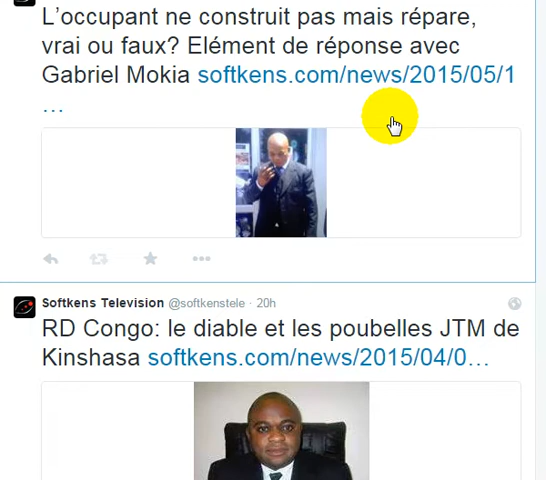 L'occupant ne construit pas mais répare,
vrai ou faux? Elément de réponse avec
Gabriel Mokia softkens.com/news/2015/05/1
…
Softkens Television @softkenstele · 20h
RD Congo: le diable et les poubelles JTM de
Kinshasa softkens.com/news/2015/04/0…